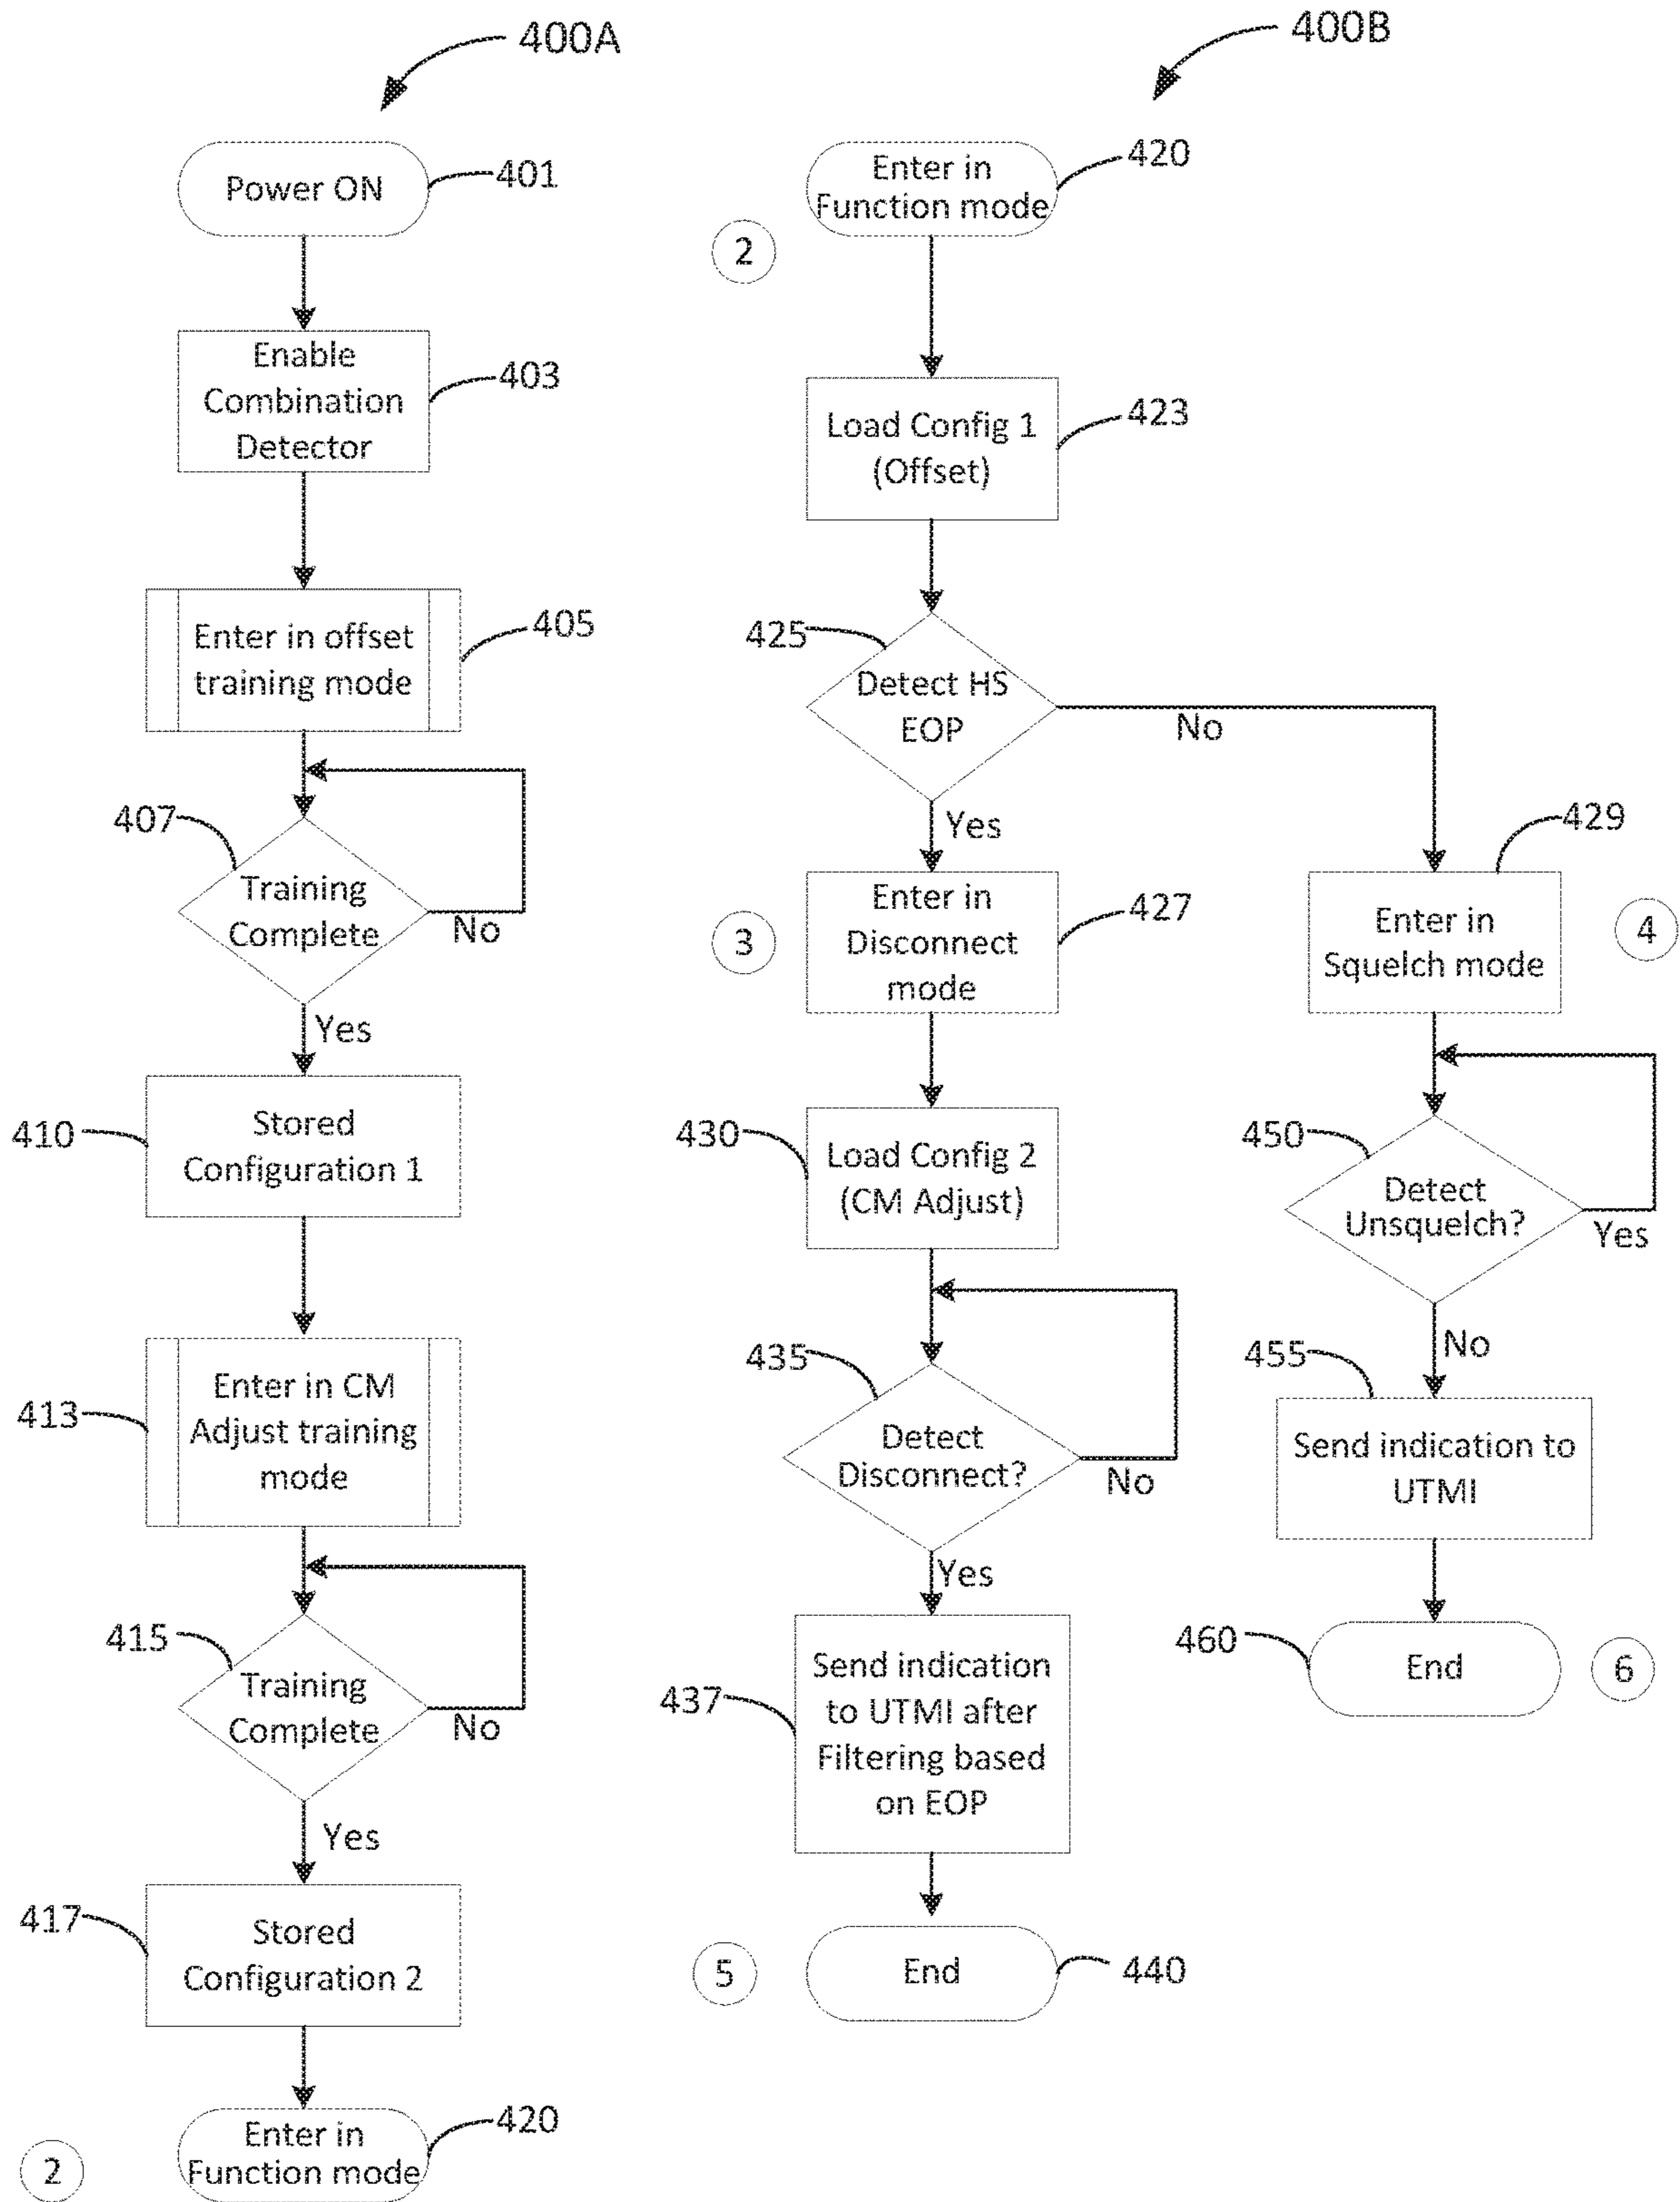 400A
Power ON
401
Enable
Combination
Detector
403
Enter in offset
training mode
405
407
Training
Complete
No
Yes
410
Stored
Configuration 1
413
Enter in CM
Adjust training
mode
415
Training
Complete
No
Yes
417
Stored
Configuration 2
Enter in
Function mode
420
2
400B
Enter in
Function mode
420
2
Load Config 1
(Offset)
423
425
Detect HS
EOP
No
Yes
Enter in
Disconnect
mode
427
3
430
Load Config 2
(CM Adjust)
435
Detect
Disconnect?
No
Yes
437
Send indication
to UTMI after
Filtering based
on EOP
5
End
440
429
Enter in
Squelch mode
4
450
Detect
Unsquelch?
Yes
No
455
Send indication to
UTMI
460
End
6